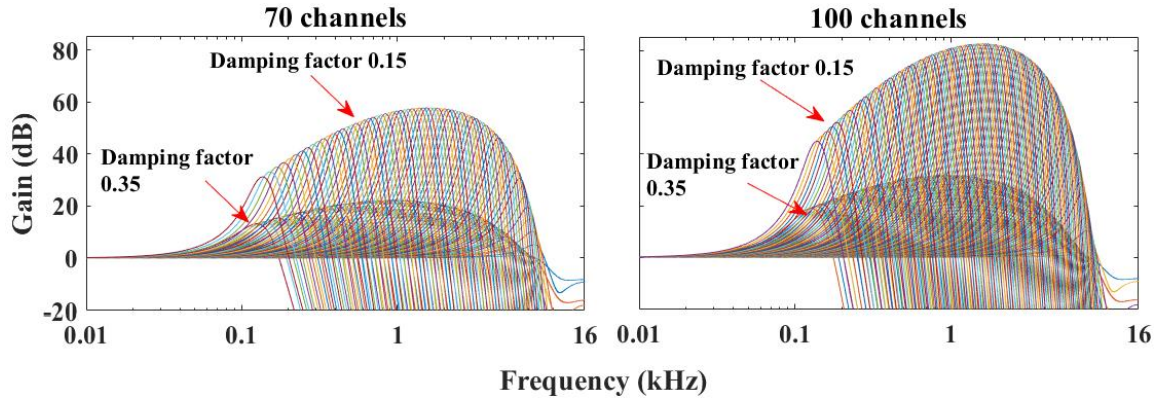 70 channels
100 channels
Gain (dB)
80
60
40
20
0
-20
Damping factor 0.15
Damping factor
0.35
0.01
0.1
1
16
Damping factor 0.15
Damping factor
0.35
0.01
0.1
1
16
Frequency (kHz)